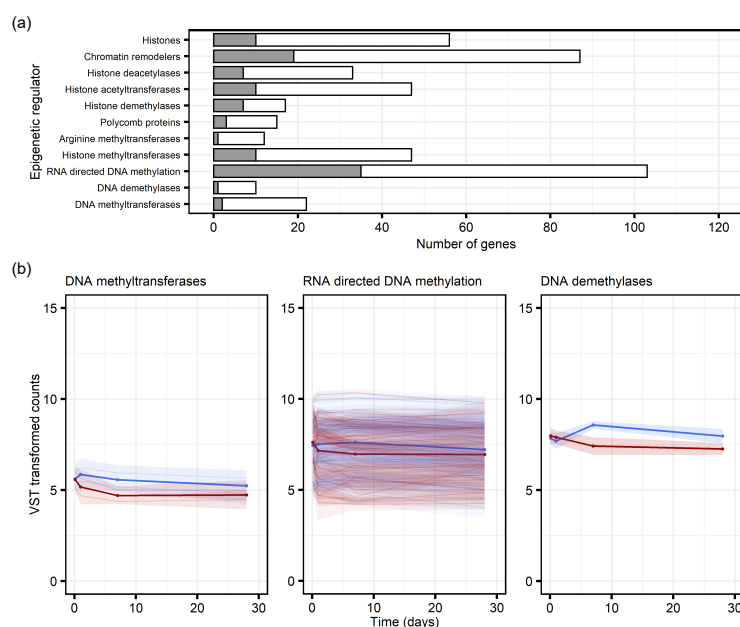 (a)
Epigenetic regulator
Histones
Chromatin remodelers
Histone deacetylases
Histone acetyltransferases
Histone demethylases
Polycomb proteins
Arginine methyltransferases
Histone methyltransferases
RNA directed DNA methylation
DNA demethylases
DNA methyltransferases
0 20 40 60 80 100 120
Number of genes
(b)
DNA methyltransferases
RNA directed DNA methylation
DNA demethylases
VST transformed counts
15
10
5
0
0 10 20 30
15
10
5
0
0 10 20 30
15
10
5
0
0 10 20 30
Time (days)